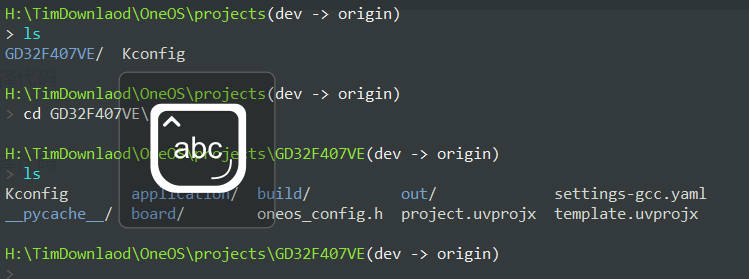 H:\TimDownlaod\OneOS\projects(dev -> origin)
> ls
GD32F407VE/ Kconfig
H:\TimDownlaod\OneOS\projects(dev -> origin)
> cd GD32F407VE\
abc
H:\TimDownlaod\OneOS\projects\GD32F407VE(dev -> origin)
> ls
Kconfig application/ build/ out/ settings-gcc.yaml
__pycache__/ board/ oneos_config.h project.uvprojx template.uvprojx
H:\TimDownlaod\OneOS\projects\GD32F407VE(dev -> origin)
>